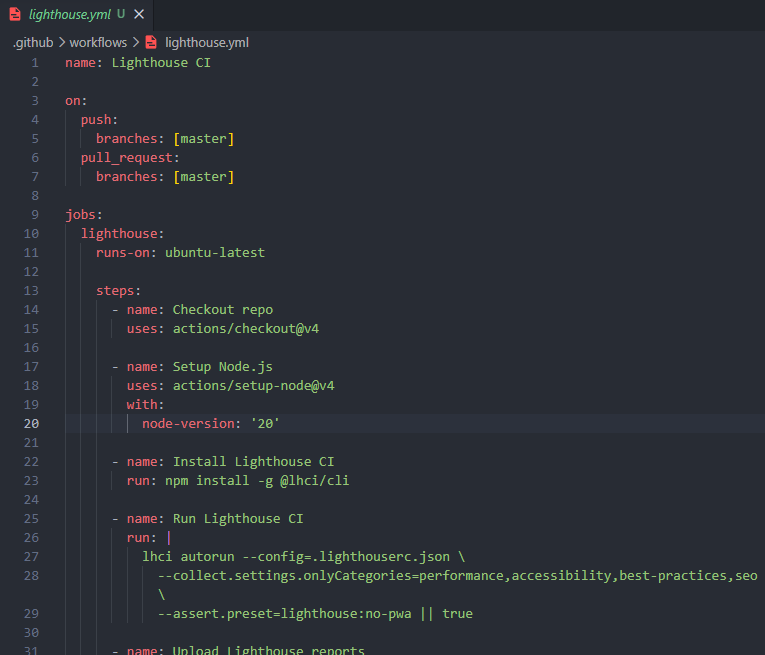 lighthouse.yml U ×
.github > workflows > lighthouse.yml
1 name: Lighthouse CI
2
3 on:
4 push:
5 branches: [master]
6 pull_request:
7 branches: [master]
8
9 jobs:
10 lighthouse:
11 runs-on: ubuntu-latest
12
13 steps:
14 - name: Checkout repo
15 uses: actions/checkout@v4
16
17 - name: Setup Node.js
18 uses: actions/setup-node@v4
19 with:
20 node-version: '20'
21
22 - name: Install Lighthouse CI
23 run: npm install -g @lhci/cli
24
25 - name: Run Lighthouse CI
26 run: |
27 lhci autorun --config=.lighthouserc.json \
28 --collect.settings.onlyCategories=performance,accessibility,best-practices,seo
\
29 --assert.preset=lighthouse:no-pwa || true
30
31 - name: Upload Lighthouse reports